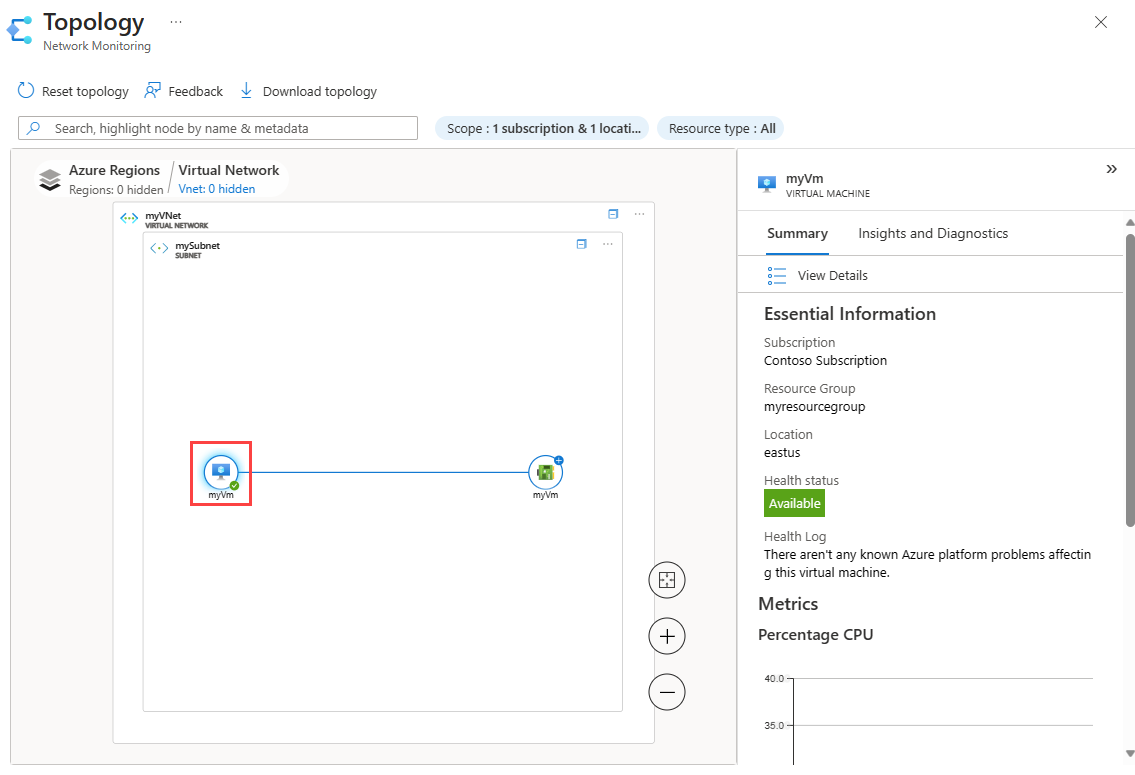 Topology
...
Network Monitoring
Reset topology
Feedback
Download topology
Search, highlight node by name & metadata
Scope : 1 subscription & 1 locati...
Resource type : All
Azure Regions
Regions: 0 hidden
Virtual Network
Vnet: 0 hidden
myVNet
VIRTUAL NETWORK
...
mySubnet
SUBNET
...
myVm
myVm
myVm
VIRTUAL MACHINE
Summary
Insights and Diagnostics
View Details
Essential Information
Subscription
Contoso Subscription
Resource Group
myresourcegroup
Location
eastus
Health status
Available
Health Log
There aren't any known Azure platform problems affectin
g this virtual machine.
Metrics
Percentage CPU
40.0
35.0